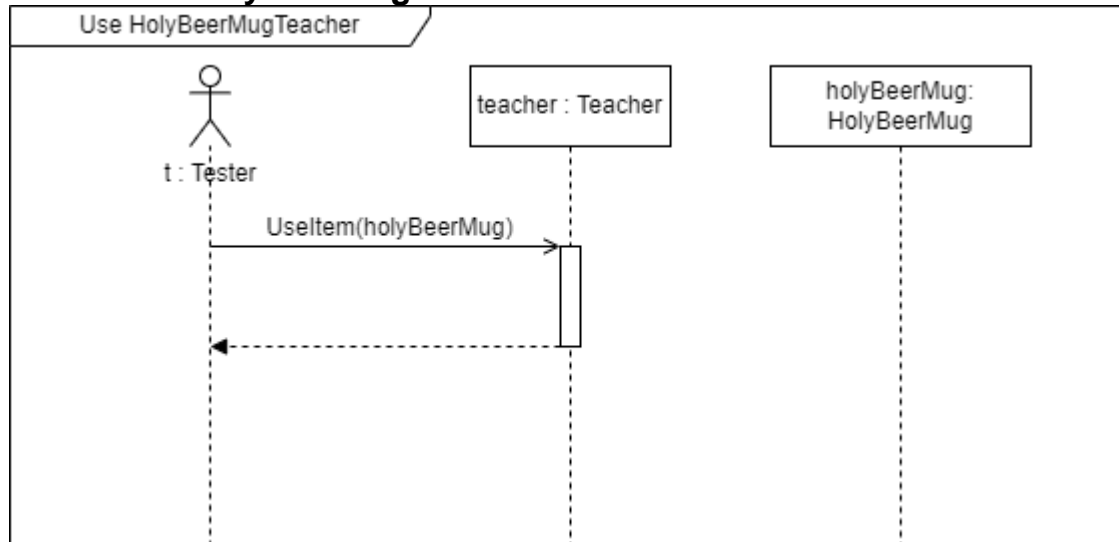 Use HolyBeerMugTeacher
teacher : Teacher
holyBeerMug:
HolyBeerMug
t : Tester
UseItem(holyBeerMug)